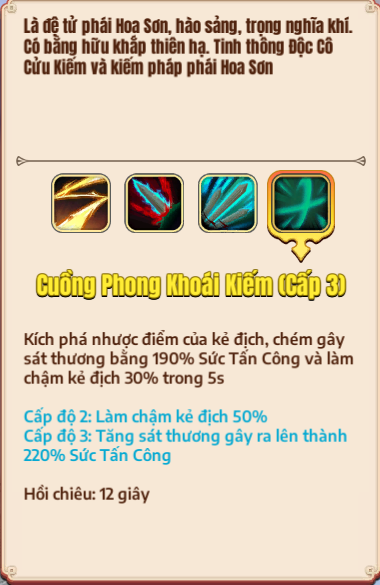 Là đệ tử phái Hoa Sơn, hào sảng, trọng nghĩa khí.
Có bằng hữu khắp thiên hạ. Tinh thông Độc Cô
Cửu Kiếm và kiếm pháp phái Hoa Sơn
Cuồng Phong Khoái Kiếm (Cấp 3)
Kích phá nhược điểm của kẻ địch, chém gây
sát thương bằng 190% Sức Tấn Công và làm
chậm kẻ địch 30% trong 5s
Cấp độ 2: Làm chậm kẻ địch 50%
Cấp độ 3: Tăng sát thương gây ra lên thành
220% Sức Tấn Công
Hồi chiêu: 12 giây